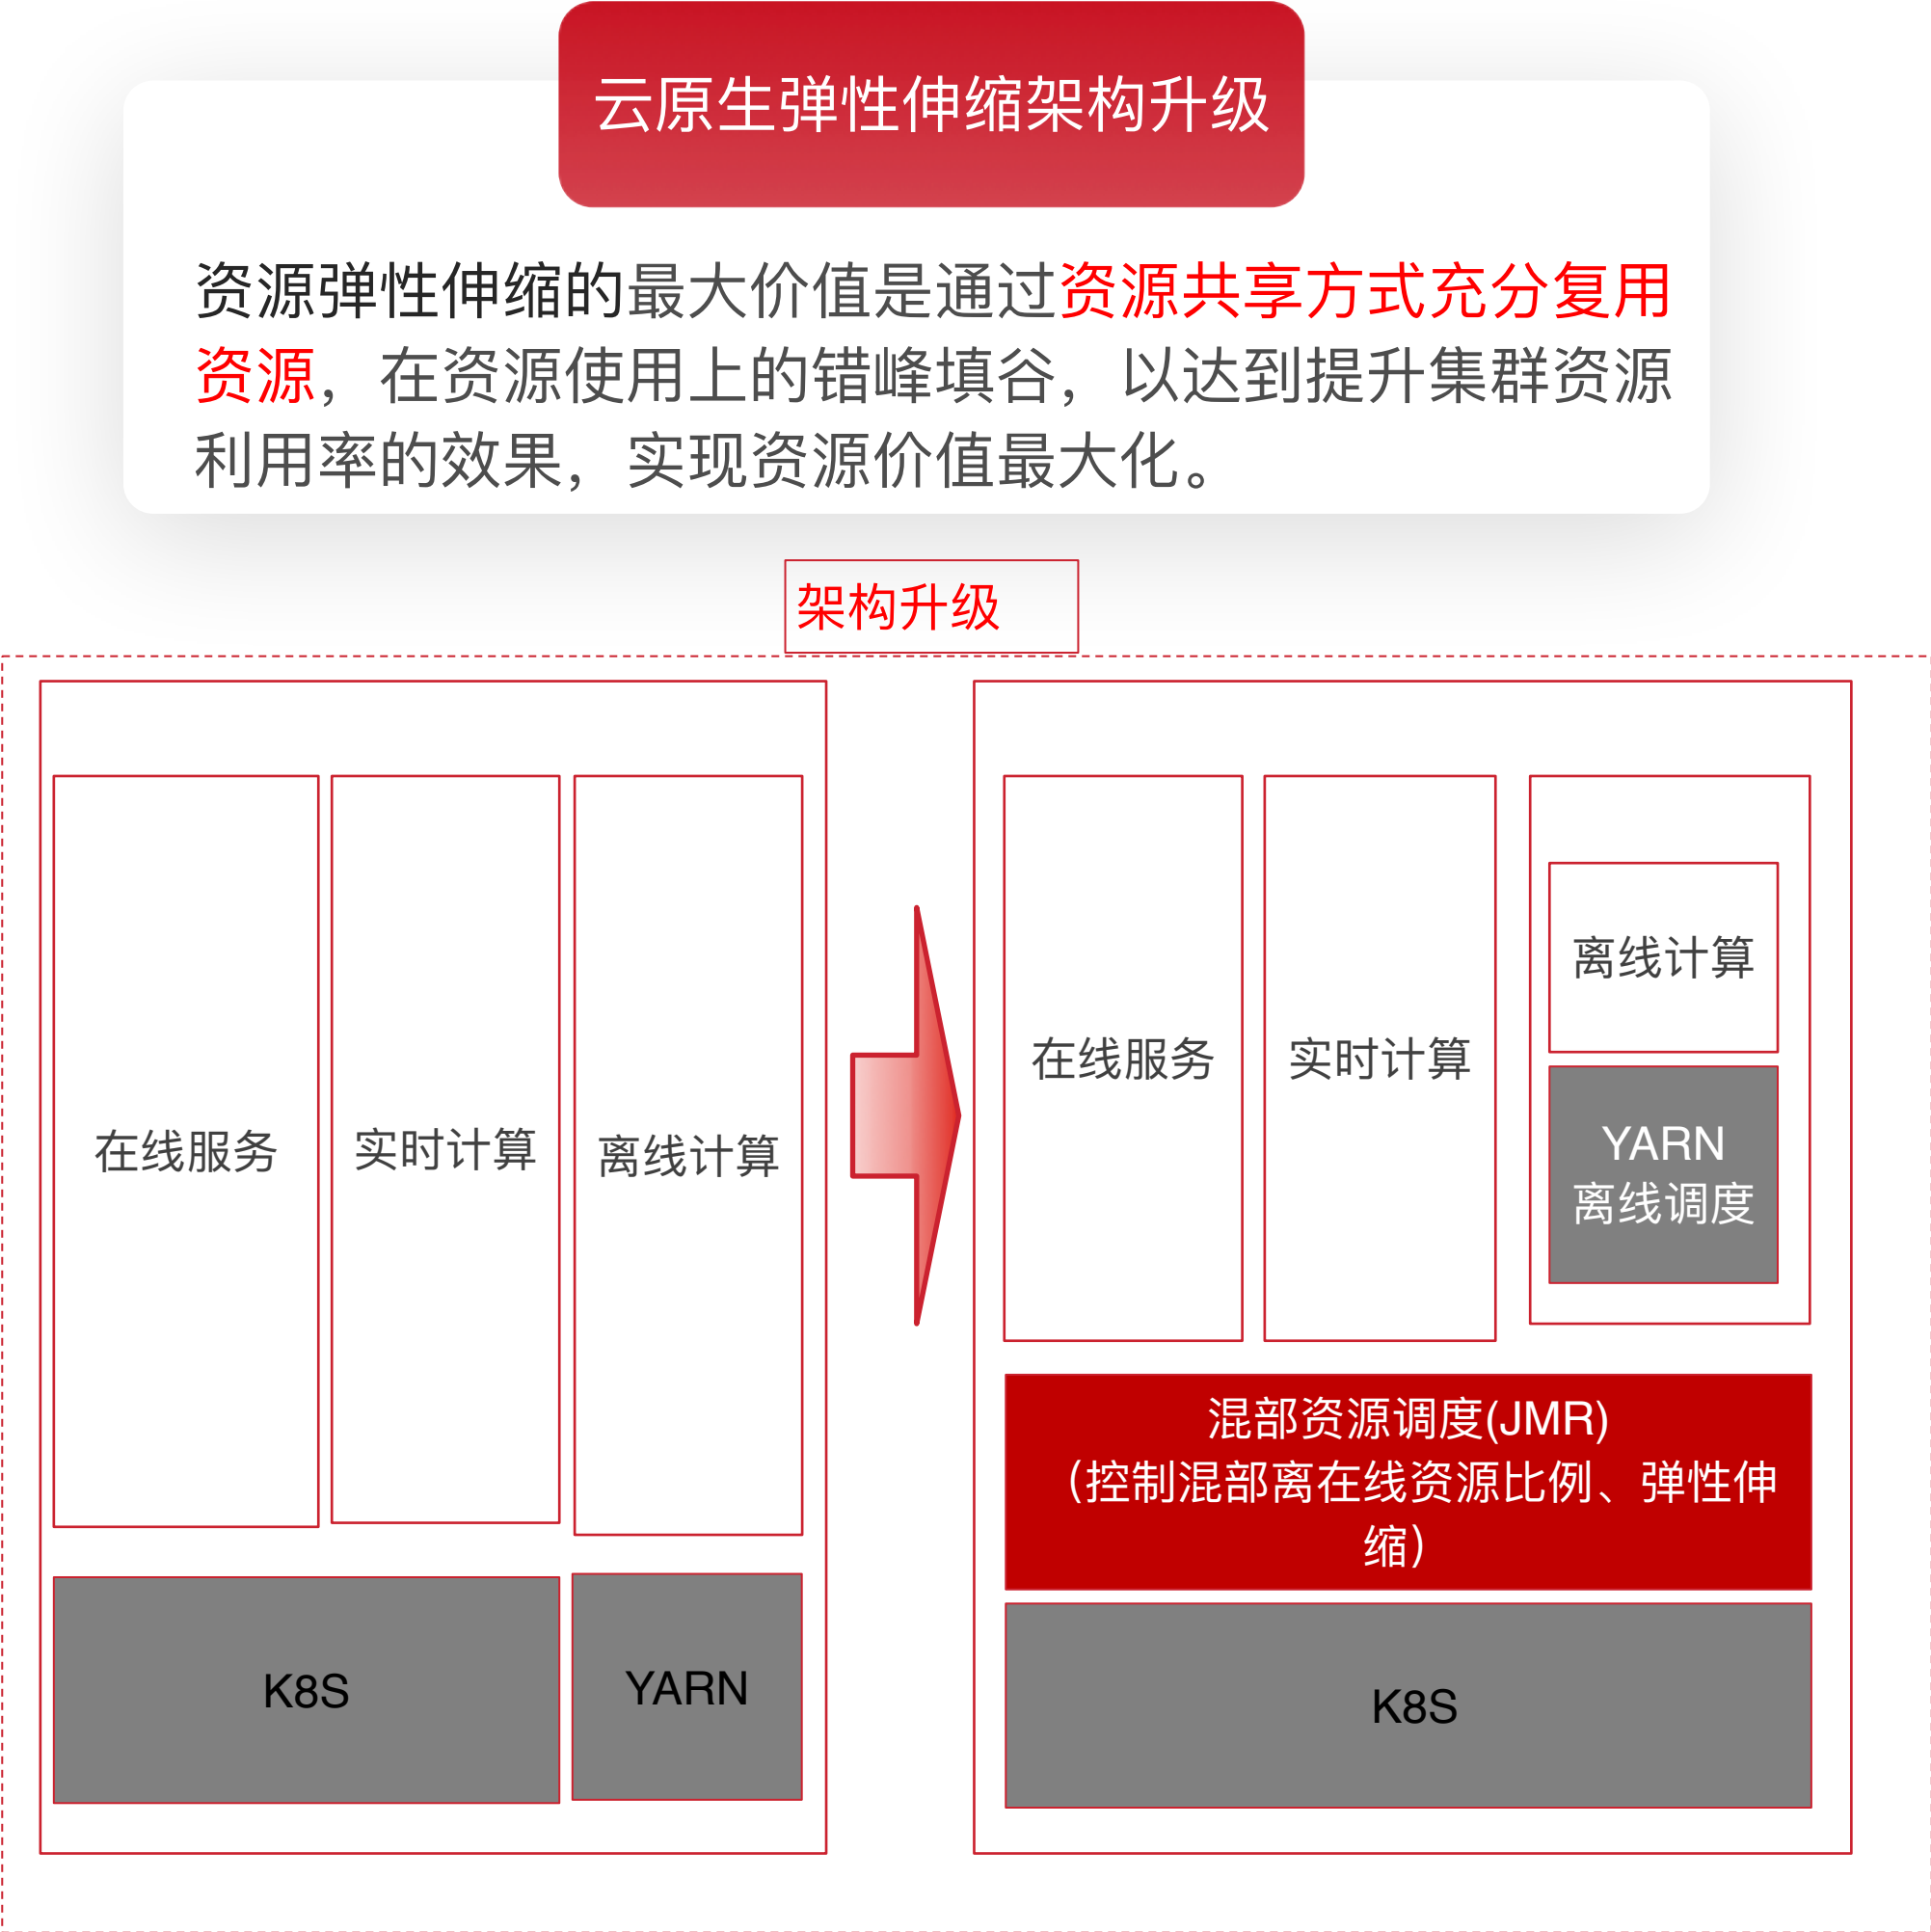 云原生弹性伸缩架构升级
资源弹性伸缩的最大价值是通过资源共享方式充分复用
资源，在资源使用上的错峰填谷，以达到提升集群资源
利用率的效果，实现资源价值最大化。
架构升级
在线服务
实时计算
离线计算
K8S
YARN
在线服务
实时计算
离线计算
YARN
离线调度
混部资源调度(JMR)
（控制混部离在线资源比例、弹性伸
缩）
K8S